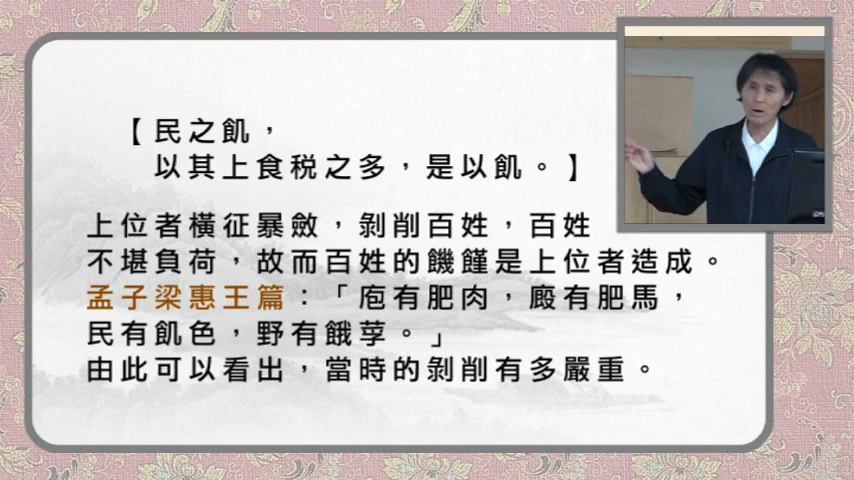 【民之飢，
以其上食稅之多，是以飢。】
上位者橫征暴斂，剝削百姓，百姓
不堪負荷，故而百姓的饑饉是上位者造成。
孟子梁惠王篇：「庖有肥肉，廄有肥馬，
民有飢色，野有餓莩。」
由此可以看出，當時的剝削有多嚴重。